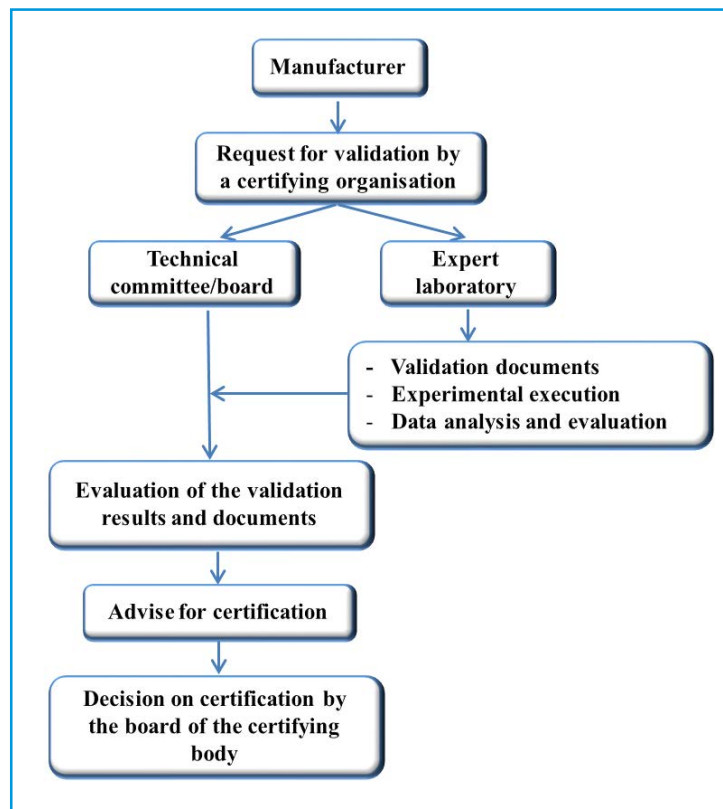 Manufacturer
Request for validation by
a certifying organisation
Technical
committee/board
Expert
laboratory
- Validation documents
- Experimental execution
- Data analysis and evaluation
Evaluation of the validation
results and documents
Advise for certification
Decision on certification by
the board of the certifying
body